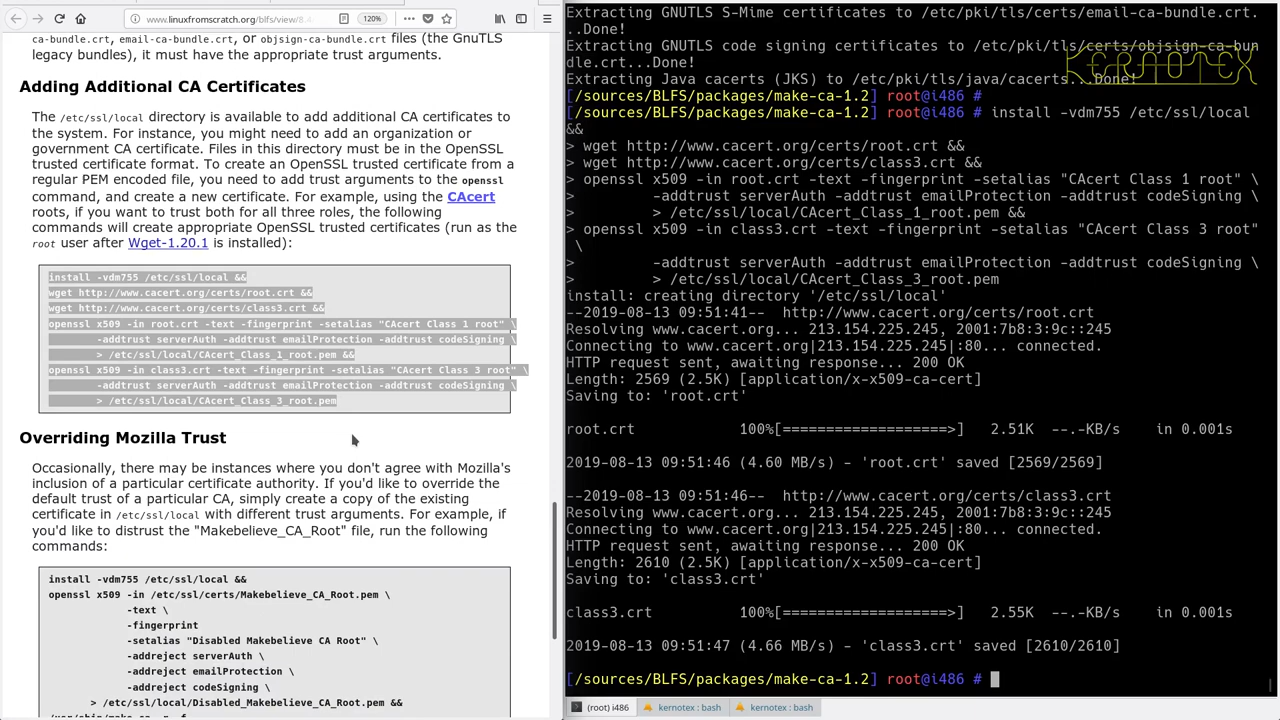 www.linuxfromscratch.org/blfs/view/8.4
120%
ca-bundle.crt, email-ca-bundle.crt, or objsign-ca-bundle.crt files (the GnuTLS
legacy bundles), it must have the appropriate trust arguments.
Adding Additional CA Certificates
The /etc/ssl/local directory is available to add additional CA certificates to
the system. For instance, you might need to add an organization or
government CA certificate. Files in this directory must be in the OpenSSL
trusted certificate format. To create an OpenSSL trusted certificate from a
regular PEM encoded file, you need to add trust arguments to the openssl
command, and create a new certificate. For example, using the CAcert
roots, if you want to trust both for all three roles, the following
commands will create appropriate OpenSSL trusted certificates (run as the
root user after Wget-1.20.1 is installed):
install -vdm755 /etc/ssl/local &&
wget http://www.cacert.org/certs/root.crt &&
wget http://www.cacert.org/certs/class3.crt &&
openssl x509 -in root.crt -text -fingerprint -setalias "CAcert Class 1 root" \
-addtrust serverAuth -addtrust emailProtection -addtrust codeSigning \
> /etc/ssl/local/CAcert_Class_1_root.pem &&
openssl x509 -in class3.crt -text -fingerprint -setalias "CAcert Class 3 root" \
-addtrust serverAuth -addtrust emailProtection -addtrust codeSigning \
> /etc/ssl/local/CAcert_Class_3_root.pem
Overriding Mozilla Trust
Occasionally, there may be instances where you don't agree with Mozilla's
inclusion of a particular certificate authority. If you'd like to override the
default trust of a particular CA, simply create a copy of the existing
certificate in /etc/ssl/local with different trust arguments. For example, if
you'd like to distrust the "Makebelieve_CA_Root" file, run the following
commands:
install -vdm755 /etc/ssl/local &&
openssl x509 -in /etc/ssl/certs/Makebelieve_CA_Root.pem \
-text \
-fingerprint
-setalias "Disabled Makebelieve CA Root" \
-addreject serverAuth \
-addreject emailProtection \
-addreject codeSigning \
> /etc/ssl/local/Disabled_Makebelieve_CA_Root.pem &&
/usr/sbin/make-ca -r -f
Extracting GNUTLS S-Mime certificates to /etc/pki/tls/certs/email-ca-bundle.crt.
..Done!
Extracting GNUTLS code signing certificates to /etc/pki/tls/certs/objsign-ca-bun
dle.crt...Done!
Extracting Java cacerts (JKS) to /etc/pki/tls/java/cacerts...Done!
KERNOTEX
[/sources/BLFS/packages/make-ca-1.2] root@i486 #
[/sources/BLFS/packages/make-ca-1.2] root@i486 # install -vdm755 /etc/ssl/local
&&
> wget http://www.cacert.org/certs/root.crt &&
> wget http://www.cacert.org/certs/class3.crt &&
> openssl x509 -in root.crt -text -fingerprint -setalias "CAcert Class 1 root" \
> -addtrust serverAuth -addtrust emailProtection -addtrust codeSigning \
> > /etc/ssl/local/CAcert_Class_1_root.pem &&
> openssl x509 -in class3.crt -text -fingerprint -setalias "CAcert Class 3 root"
\
> -addtrust serverAuth -addtrust emailProtection -addtrust codeSigning \
> > /etc/ssl/local/CAcert_Class_3_root.pem
install: creating directory '/etc/ssl/local'
--2019-08-13 09:51:41-- http://www.cacert.org/certs/root.crt
Resolving www.cacert.org... 213.154.225.245, 2001:7b8:3:9c::245
Connecting to www.cacert.org|213.154.225.245|:80... connected.
HTTP request sent, awaiting response... 200 OK
Length: 2569 (2.5K) [application/x-x509-ca-cert]
Saving to: 'root.crt'
root.crt 100%[===================>] 2.51K --.-KB/s in 0.001s
2019-08-13 09:51:46 (4.60 MB/s) - 'root.crt' saved [2569/2569]
--2019-08-13 09:51:46-- http://www.cacert.org/certs/class3.crt
Resolving www.cacert.org... 213.154.225.245, 2001:7b8:3:9c::245
Connecting to www.cacert.org|213.154.225.245|:80... connected.
HTTP request sent, awaiting response... 200 OK
Length: 2610 (2.5K) [application/x-x509-ca-cert]
Saving to: 'class3.crt'
class3.crt 100%[===================>] 2.55K --.-KB/s in 0.001s
2019-08-13 09:51:47 (4.66 MB/s) - 'class3.crt' saved [2610/2610]
[/sources/BLFS/packages/make-ca-1.2] root@i486 #
(root) i486
kernotex : bash
kernotex : bash